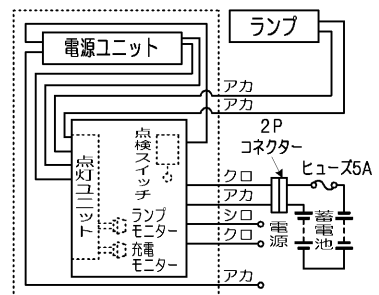 電源ユニット
ランプ
アカ
アカ
2P
コネクター
点検スイッチ
点灯ユニット
クロ
ヒューズ5A
アカ
ランプ
モニター
シロ
電源
蓄電池
クロ
充電
モニター
アカ